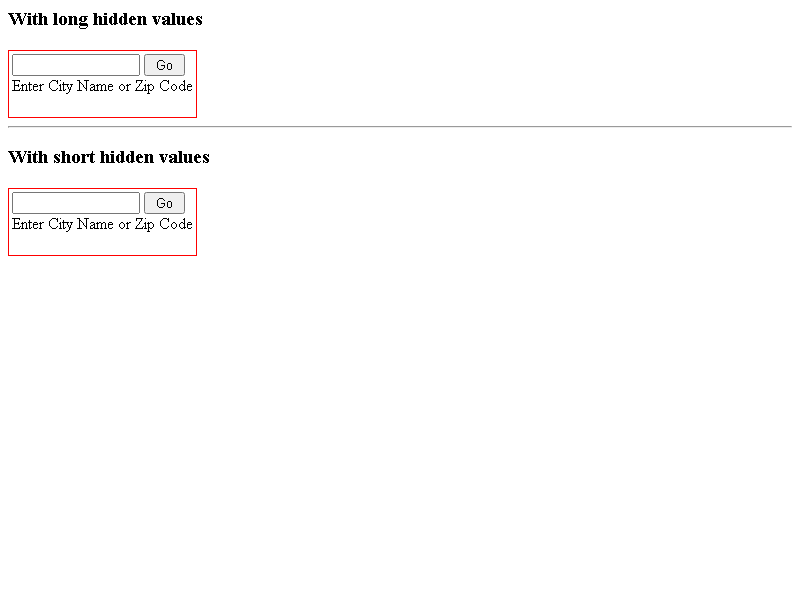 With long hidden values
Go
Enter City Name or Zip Code
With short hidden values
Go
Enter City Name or Zip Code